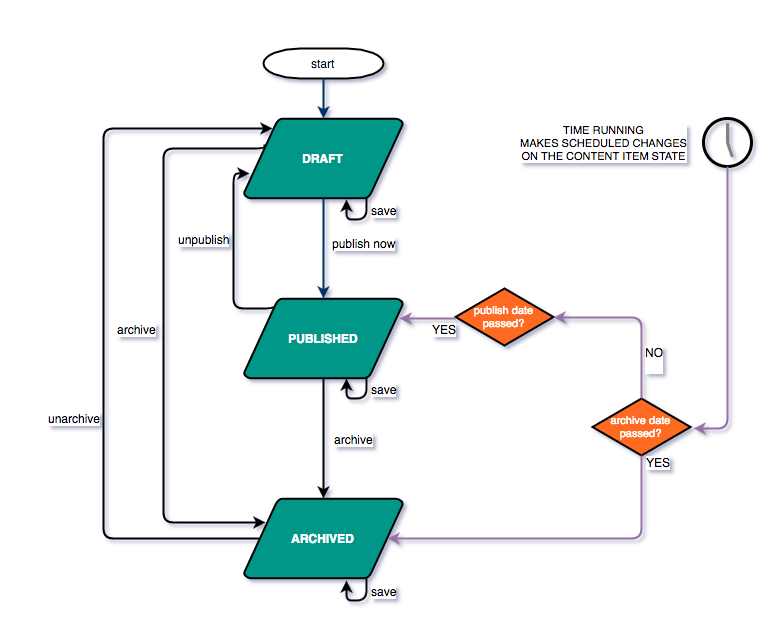 start
TIME RUNNING
MAKES SCHEDULED CHANGES
ON THE CONTENT ITEM STATE
DRAFT
save
unpublish
publish now
publish date
passed?
YES
archive
PUBLISHED
NO
save
unarchive
archive date
passed?
archive
YES
ARCHIVED
save